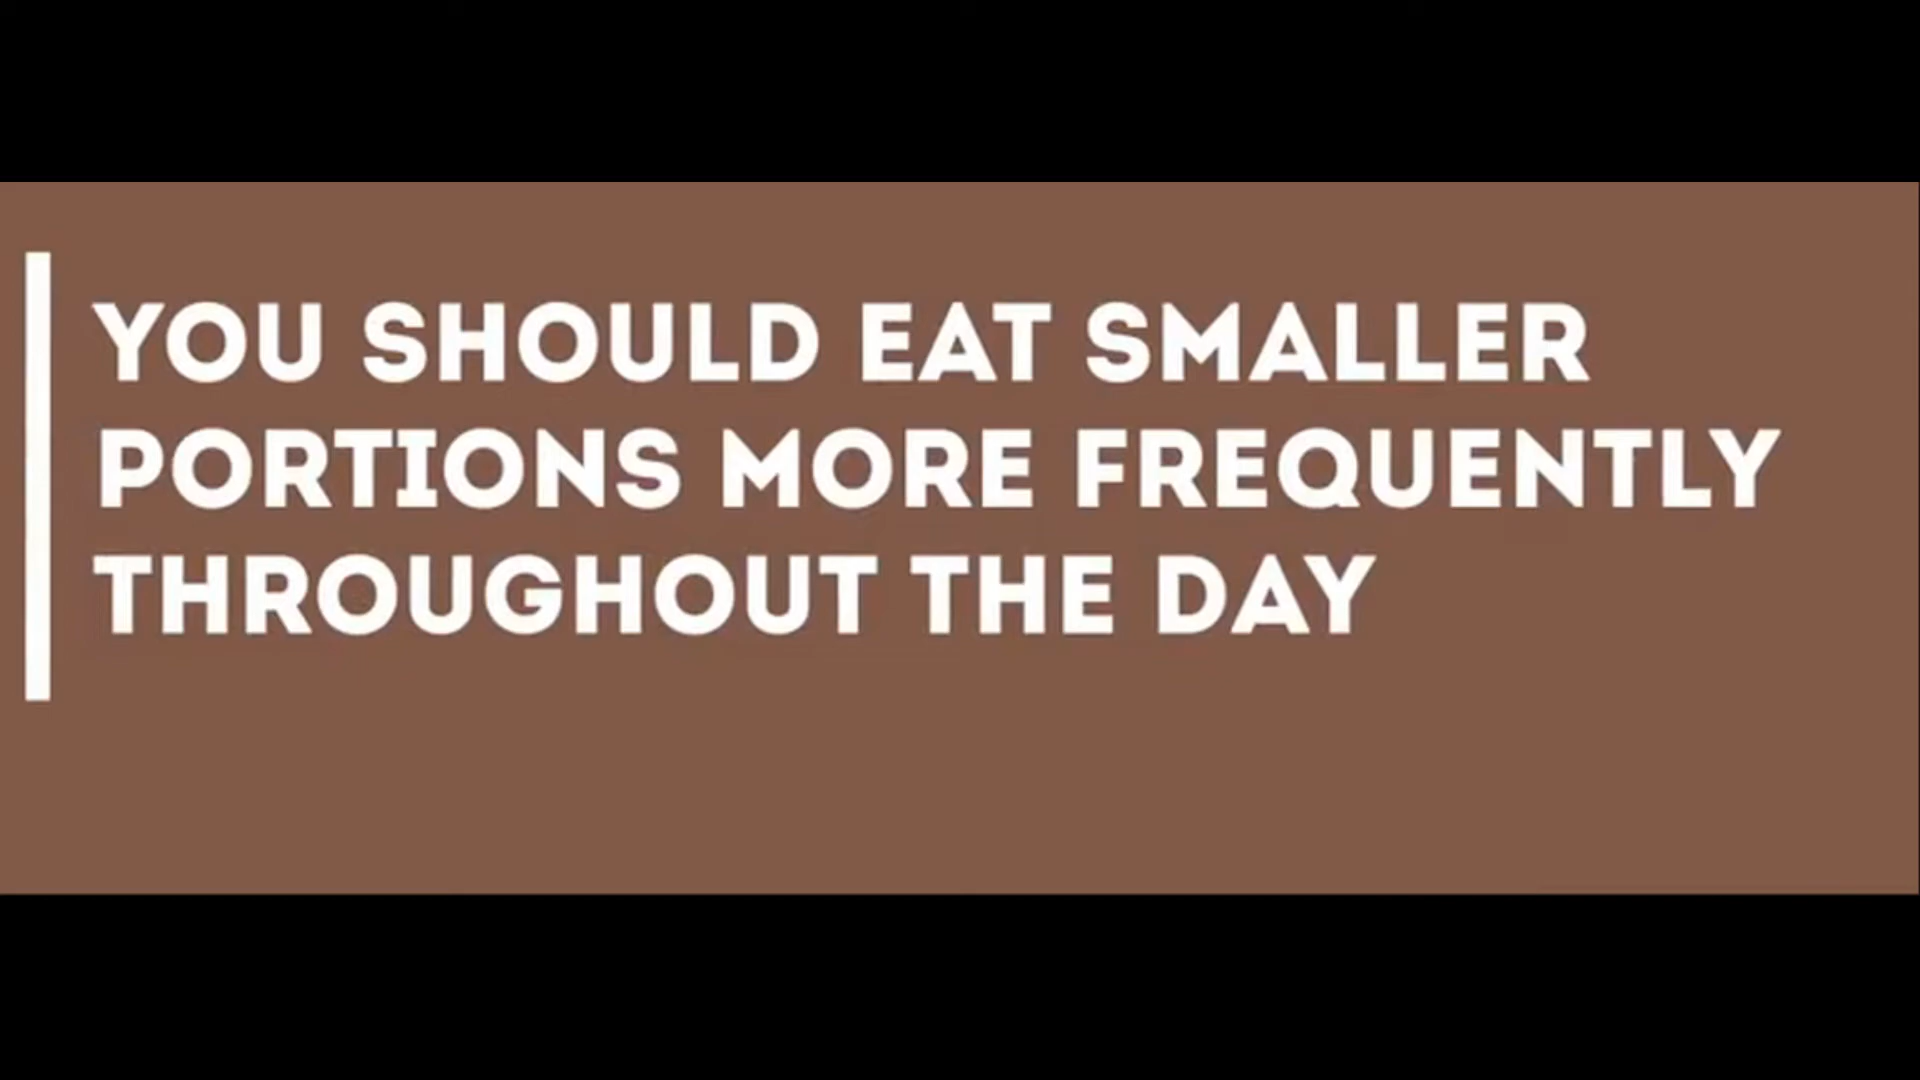 YOU SHOULD EAT SMALLER
PORTIONS MORE FREQUENTLY
THROUGHOUT THE DAY